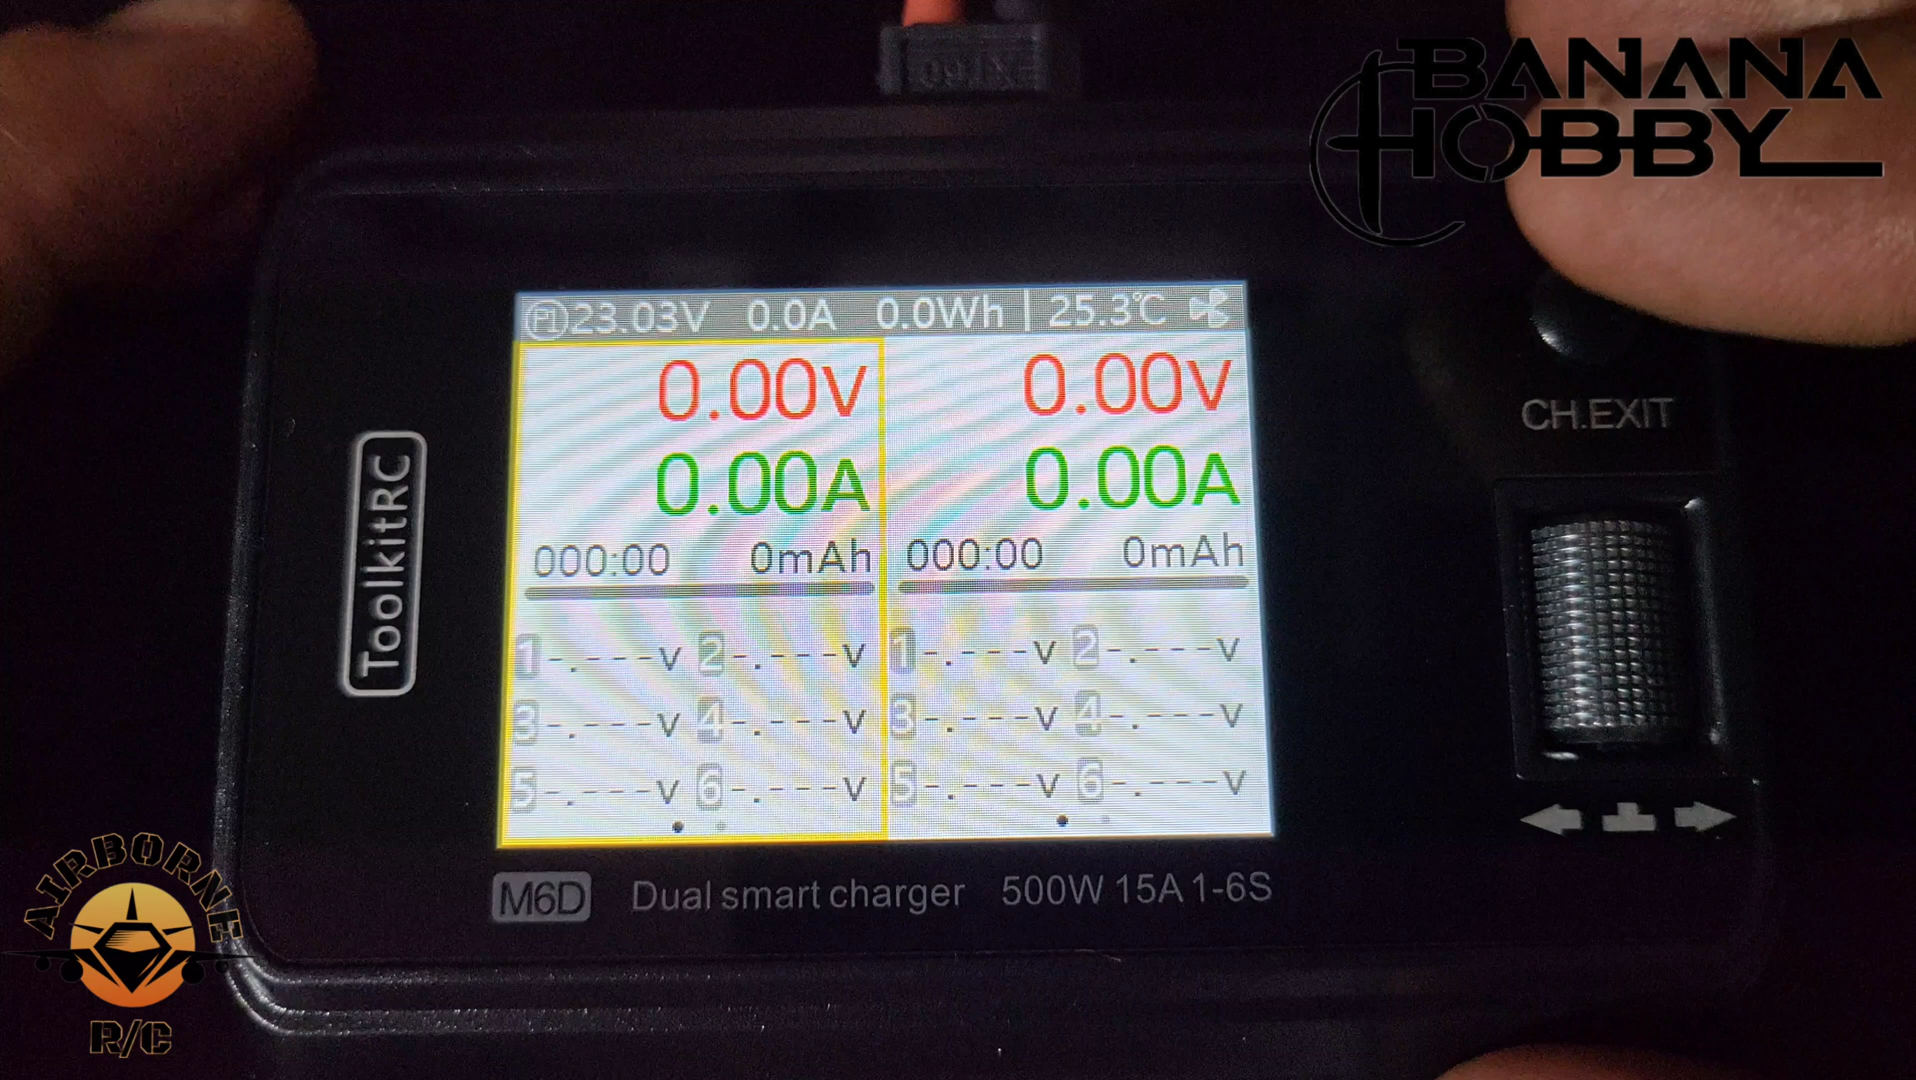 XT60
BANANA
HOBBY
P1 23.03V 0.0A 0.0Wh | 25.3℃
0.00V 0.00V
0.00A 0.00A
000:00 0mAh 000:00 0mAh
1 -.---V 2 -.---V 1 -.---V 2 -.---V
3 -.---V 4 -.---V 3 -.---V 4 -.---V
5 -.---V 6 -.---V 5 -.---V 6 -.---V
CH.EXIT
ToolkitRC
M6D Dual smart charger 500W 15A 1-6S
AIRBORNE
R/C